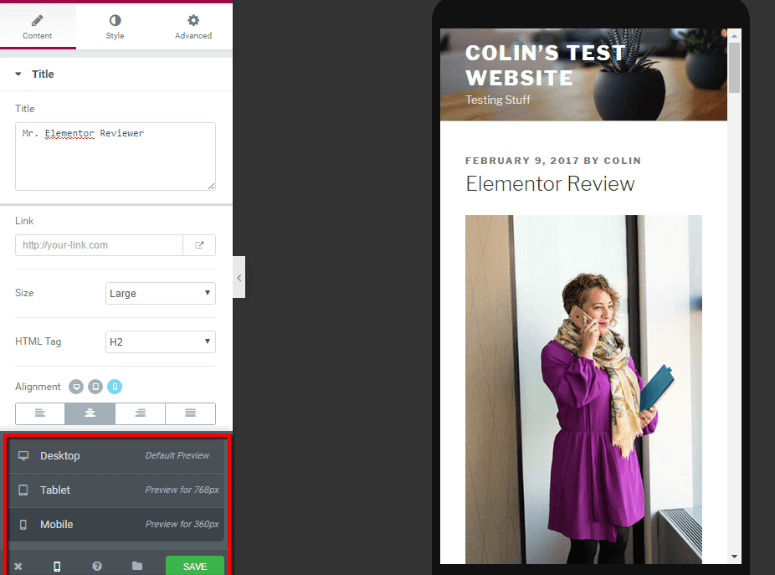 Content Style Advanced
Title
Title
Mr. Elementor Reviewer
Link
http://your-link.com
Size Large
HTML Tag H2
Alignment
Desktop Default Preview
Tablet Preview for 768px
Mobile Preview for 360px
SAVE
COLIN'S TEST
WEBSITE
Testing Stuff
FEBRUARY 9, 2017 BY COLIN
Elementor Review